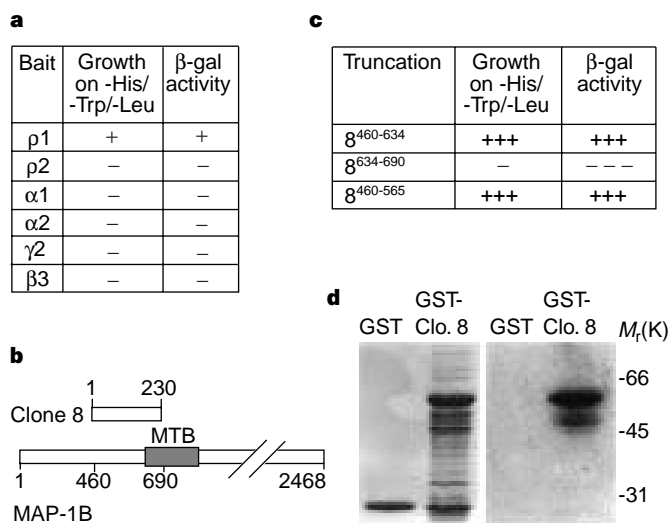 a
Bait Growth on -His/ -Trp/-Leu β-gal activity
ρ1 + +
ρ2 – –
α1 – –
α2 – –
γ2 – –
β3 – –
b
1 230
Clone 8
MTB
1 460 690 2468
MAP-1B
c
Truncation Growth on -His/ -Trp/-Leu β-gal activity
8460-634 +++ +++
8634-690 – – – –
8460-565 +++ +++
d
GST GST-Clo. 8 GST GST-Clo. 8 Mr(K)
-66
-45
-31